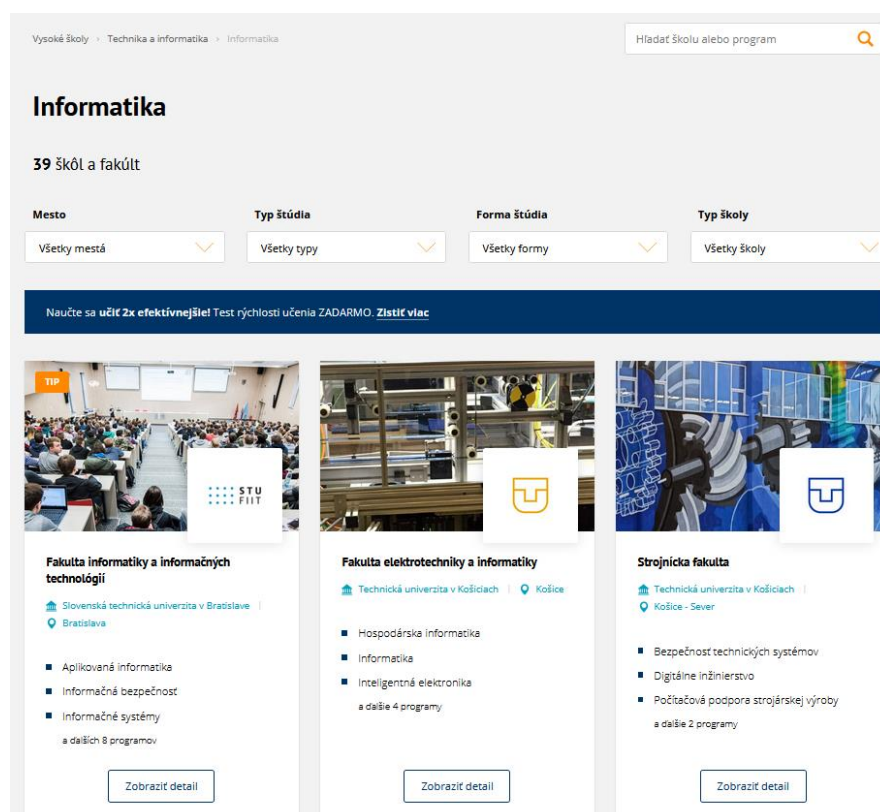 Vysoké školy > Technika a informatika > Informatika
Hľadať školu alebo program
Informatika
39 škôl a fakúlt
Mesto
Typ štúdia
Forma štúdia
Typ školy
Všetky mestá
Všetky typy
Všetky formy
Všetky školy
Naučte sa učiť 2x efektívnejšie! Test rýchlosti učenia ZADARMO. Zistiť viac
TIP
STU
FIIT
Fakulta informatiky a informačných
technológií
Slovenská technická univerzita v Bratislave
Bratislava
Aplikovaná informatika
Informačná bezpečnosť
Informačné systémy
a ďalších 8 programov
Zobraziť detail
Fakulta elektrotechniky a informatiky
Technická univerzita v Košiciach | Košice
Hospodárska informatika
Informatika
Inteligentná elektronika
a ďalšie 4 programy
Zobraziť detail
Strojnícka fakulta
Technická univerzita v Košiciach
Košice - Sever
Bezpečnosť technických systémov
Digitálne inžinierstvo
Počítačová podpora strojárskej výroby
a ďalšie 2 programy
Zobraziť detail